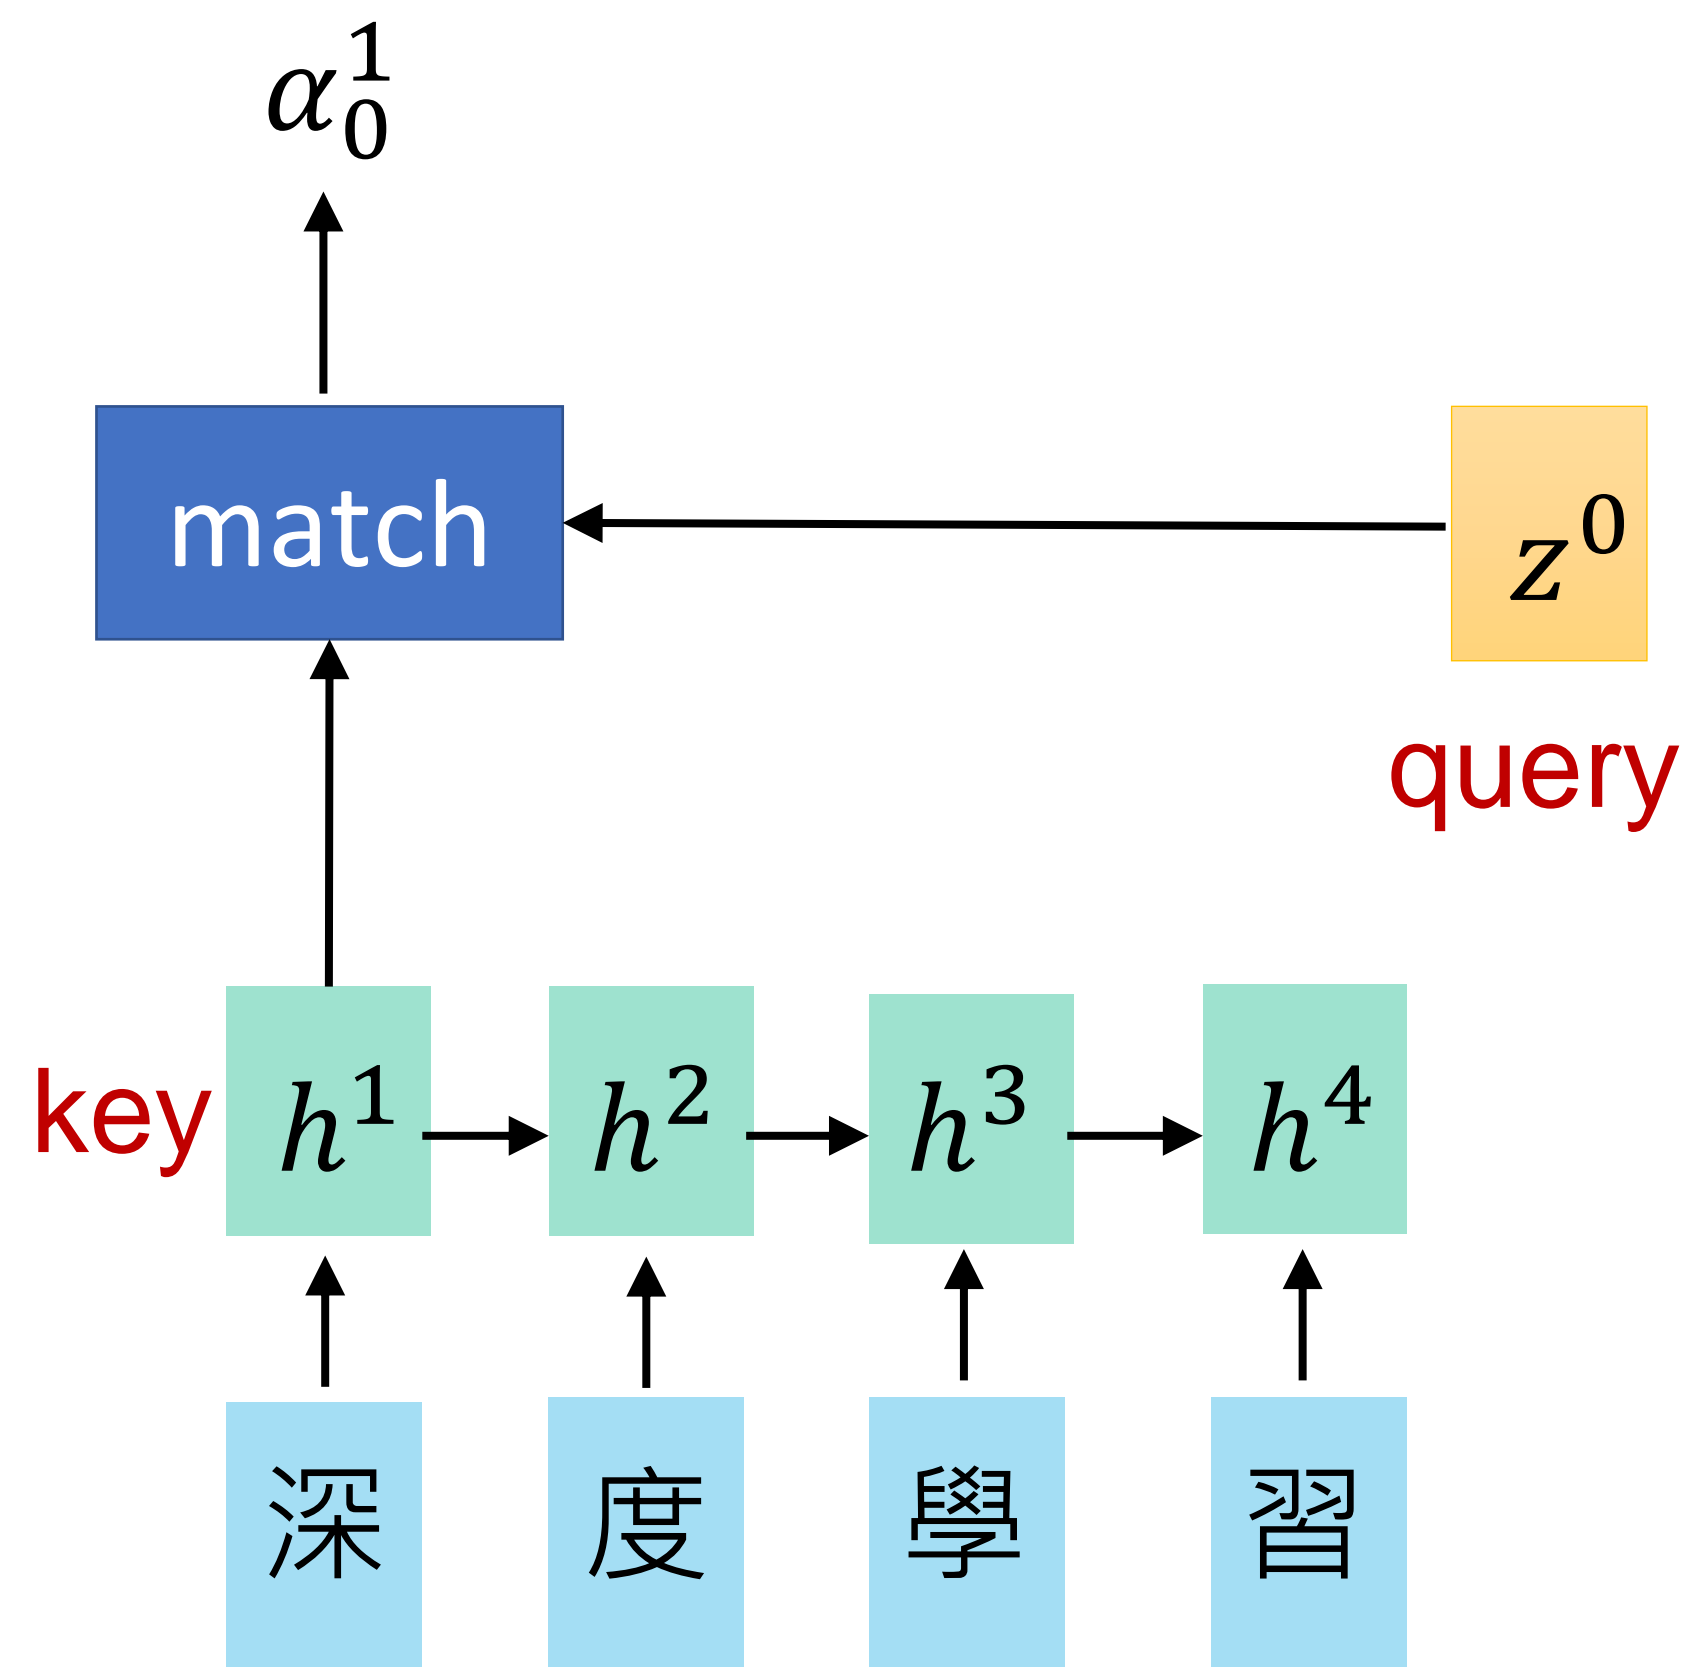 α₀¹
match
z⁰
query
key
h¹ h² h³ h⁴
深 度 學 習